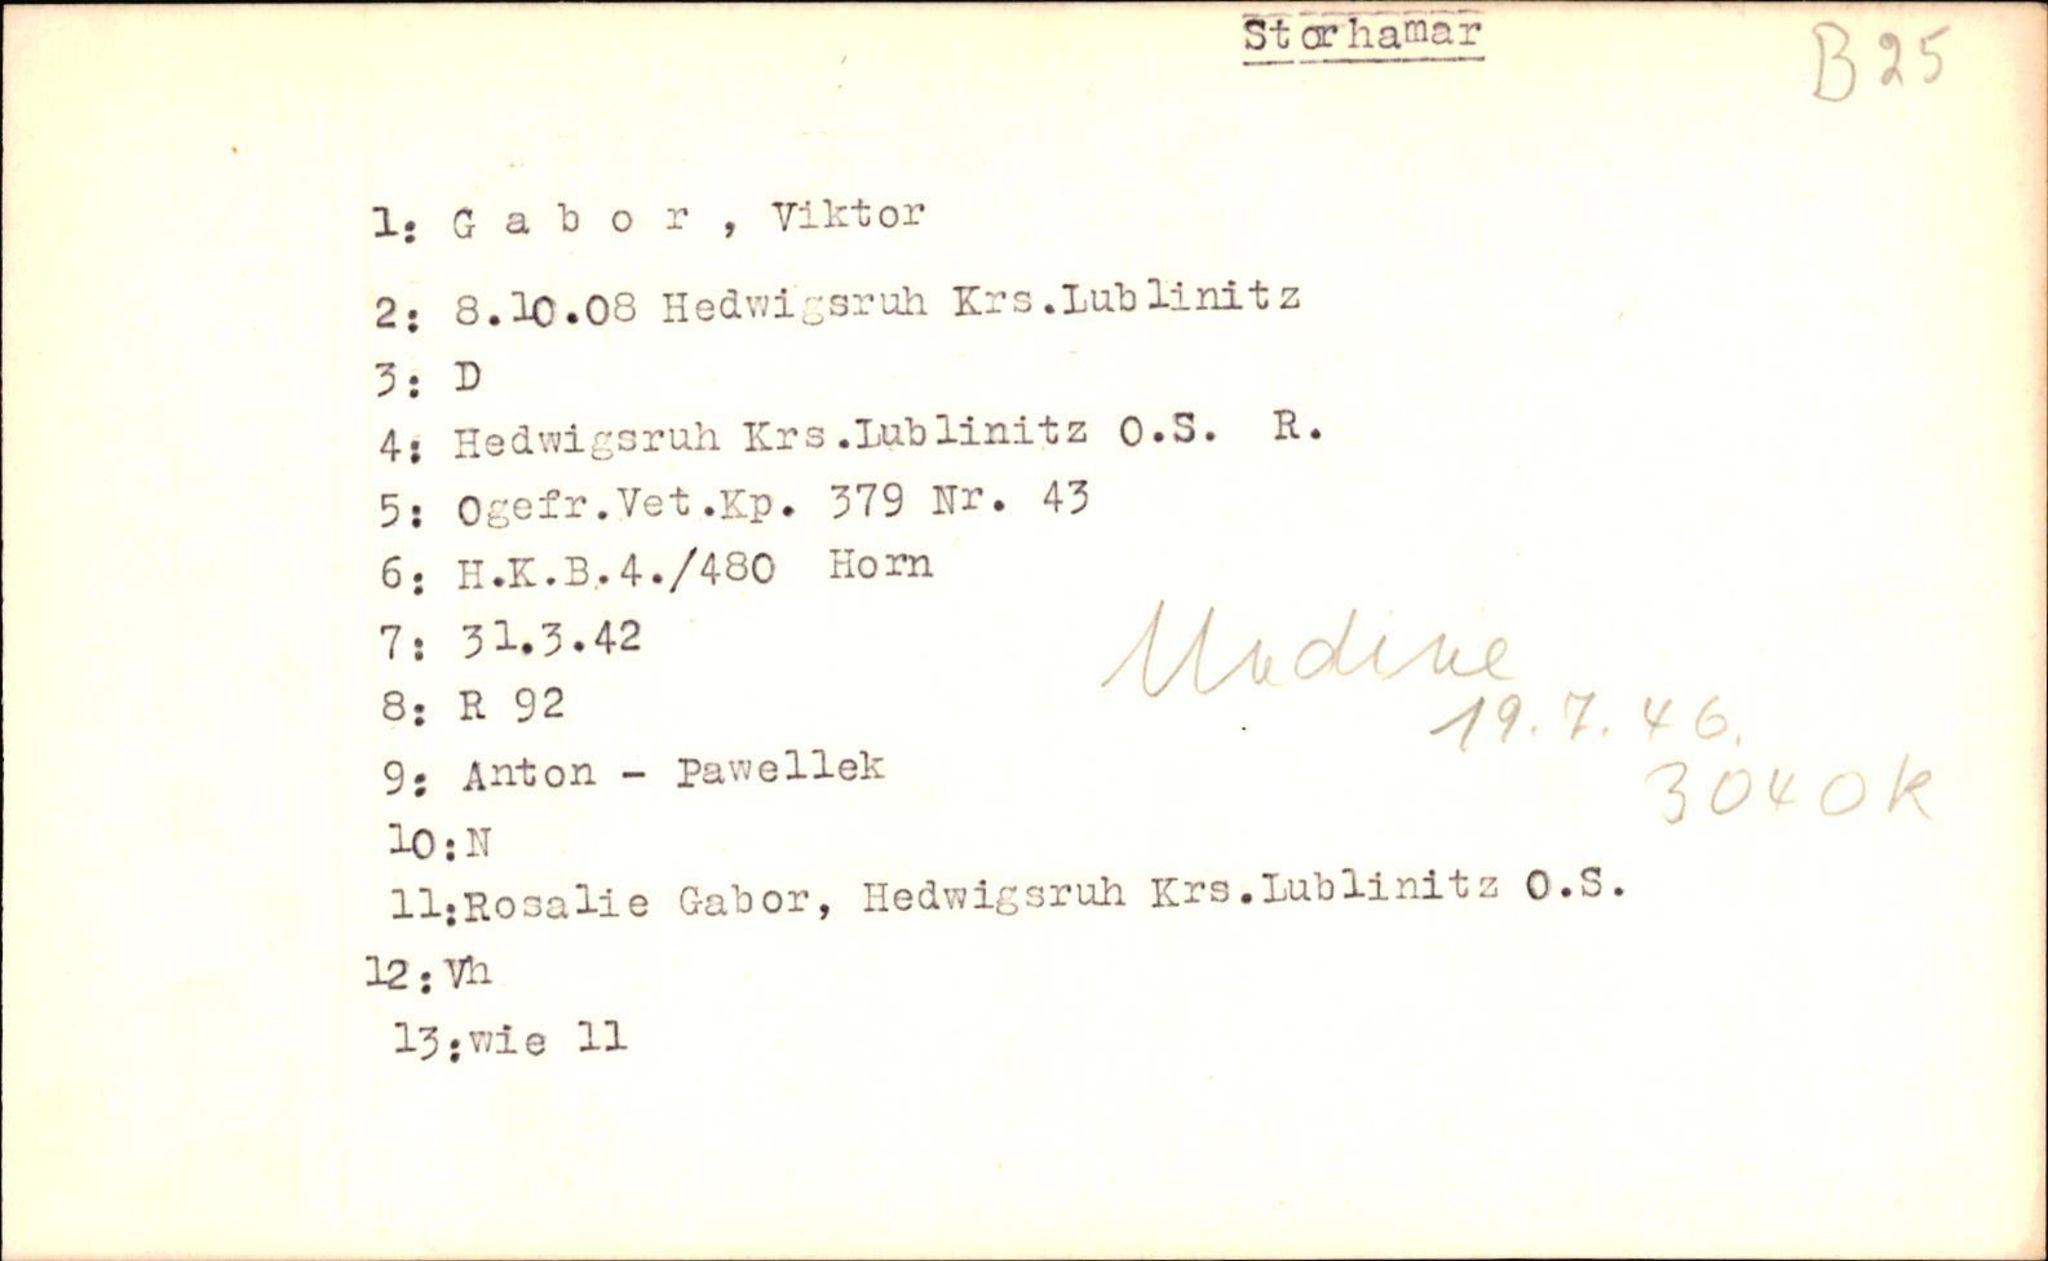 Storhamar
B 25
1: G a b o r , Viktor
2: 8.10.08 Hedwigsruh Krs.Lublinitz
3: D
4: Hedwigsruh Krs.Lublinitz O.S. R.
5: Ogefr.Vet.Kp. 379 Nr. 43
6: H.K.B.4./480 Horn
7: 31.3.42
Undine
8: R 92
19.7.46.
9: Anton - Pawellek
3040k
10:N
11:Rosalie Gabor, Hedwigsruh Krs.Lublinitz O.S.
12:Vh
13:wie 11